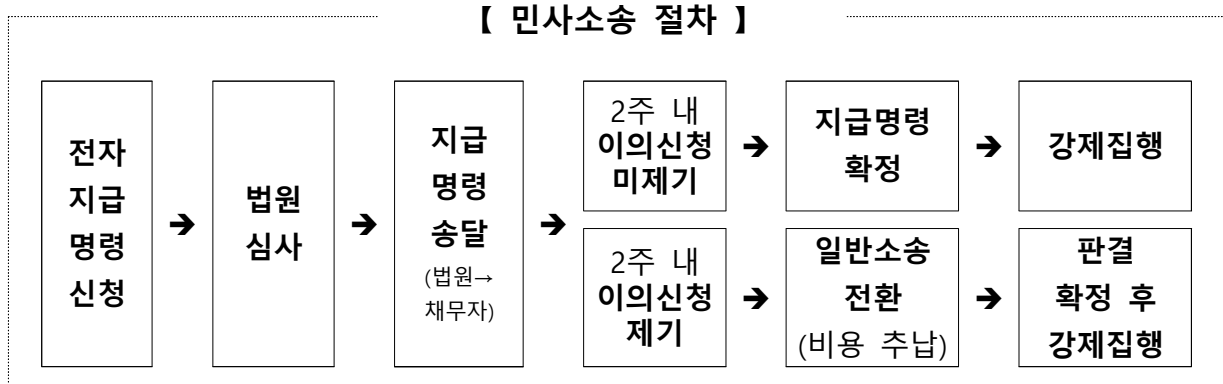 【 민사소송 절차 】
전자
지급
명령
신청
➔
법원
심사
➔
지급
명령
송달
(법원→
채무자)
➔
2주 내
이의신청
미제기
➔
지급명령
확정
➔
강제집행
2주 내
이의신청
제기
➔
일반소송
전환
(비용 추납)
➔
판결
확정 후
강제집행